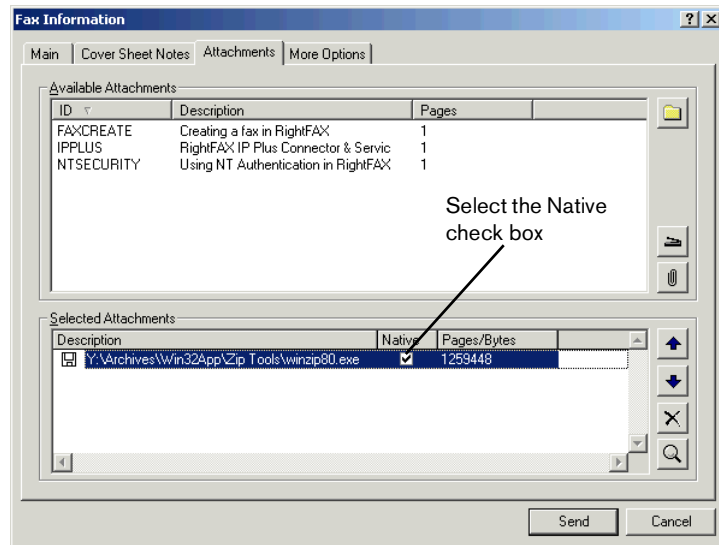 Fax Information
Main Cover Sheet Notes Attachments More Options
Available Attachments
ID Description Pages
FAXCREATE Creating a fax in RightFAX 1
IPPLUS RightFAX IP Plus Connector & Servic 1
NTSECURITY Using NT Authentication in RightFAX 1
Select the Native
check box
Selected Attachments
Description Native Pages/Bytes
Y:\Archives\Win32App\Zip Tools\winzip80.exe 1259448
Send Cancel